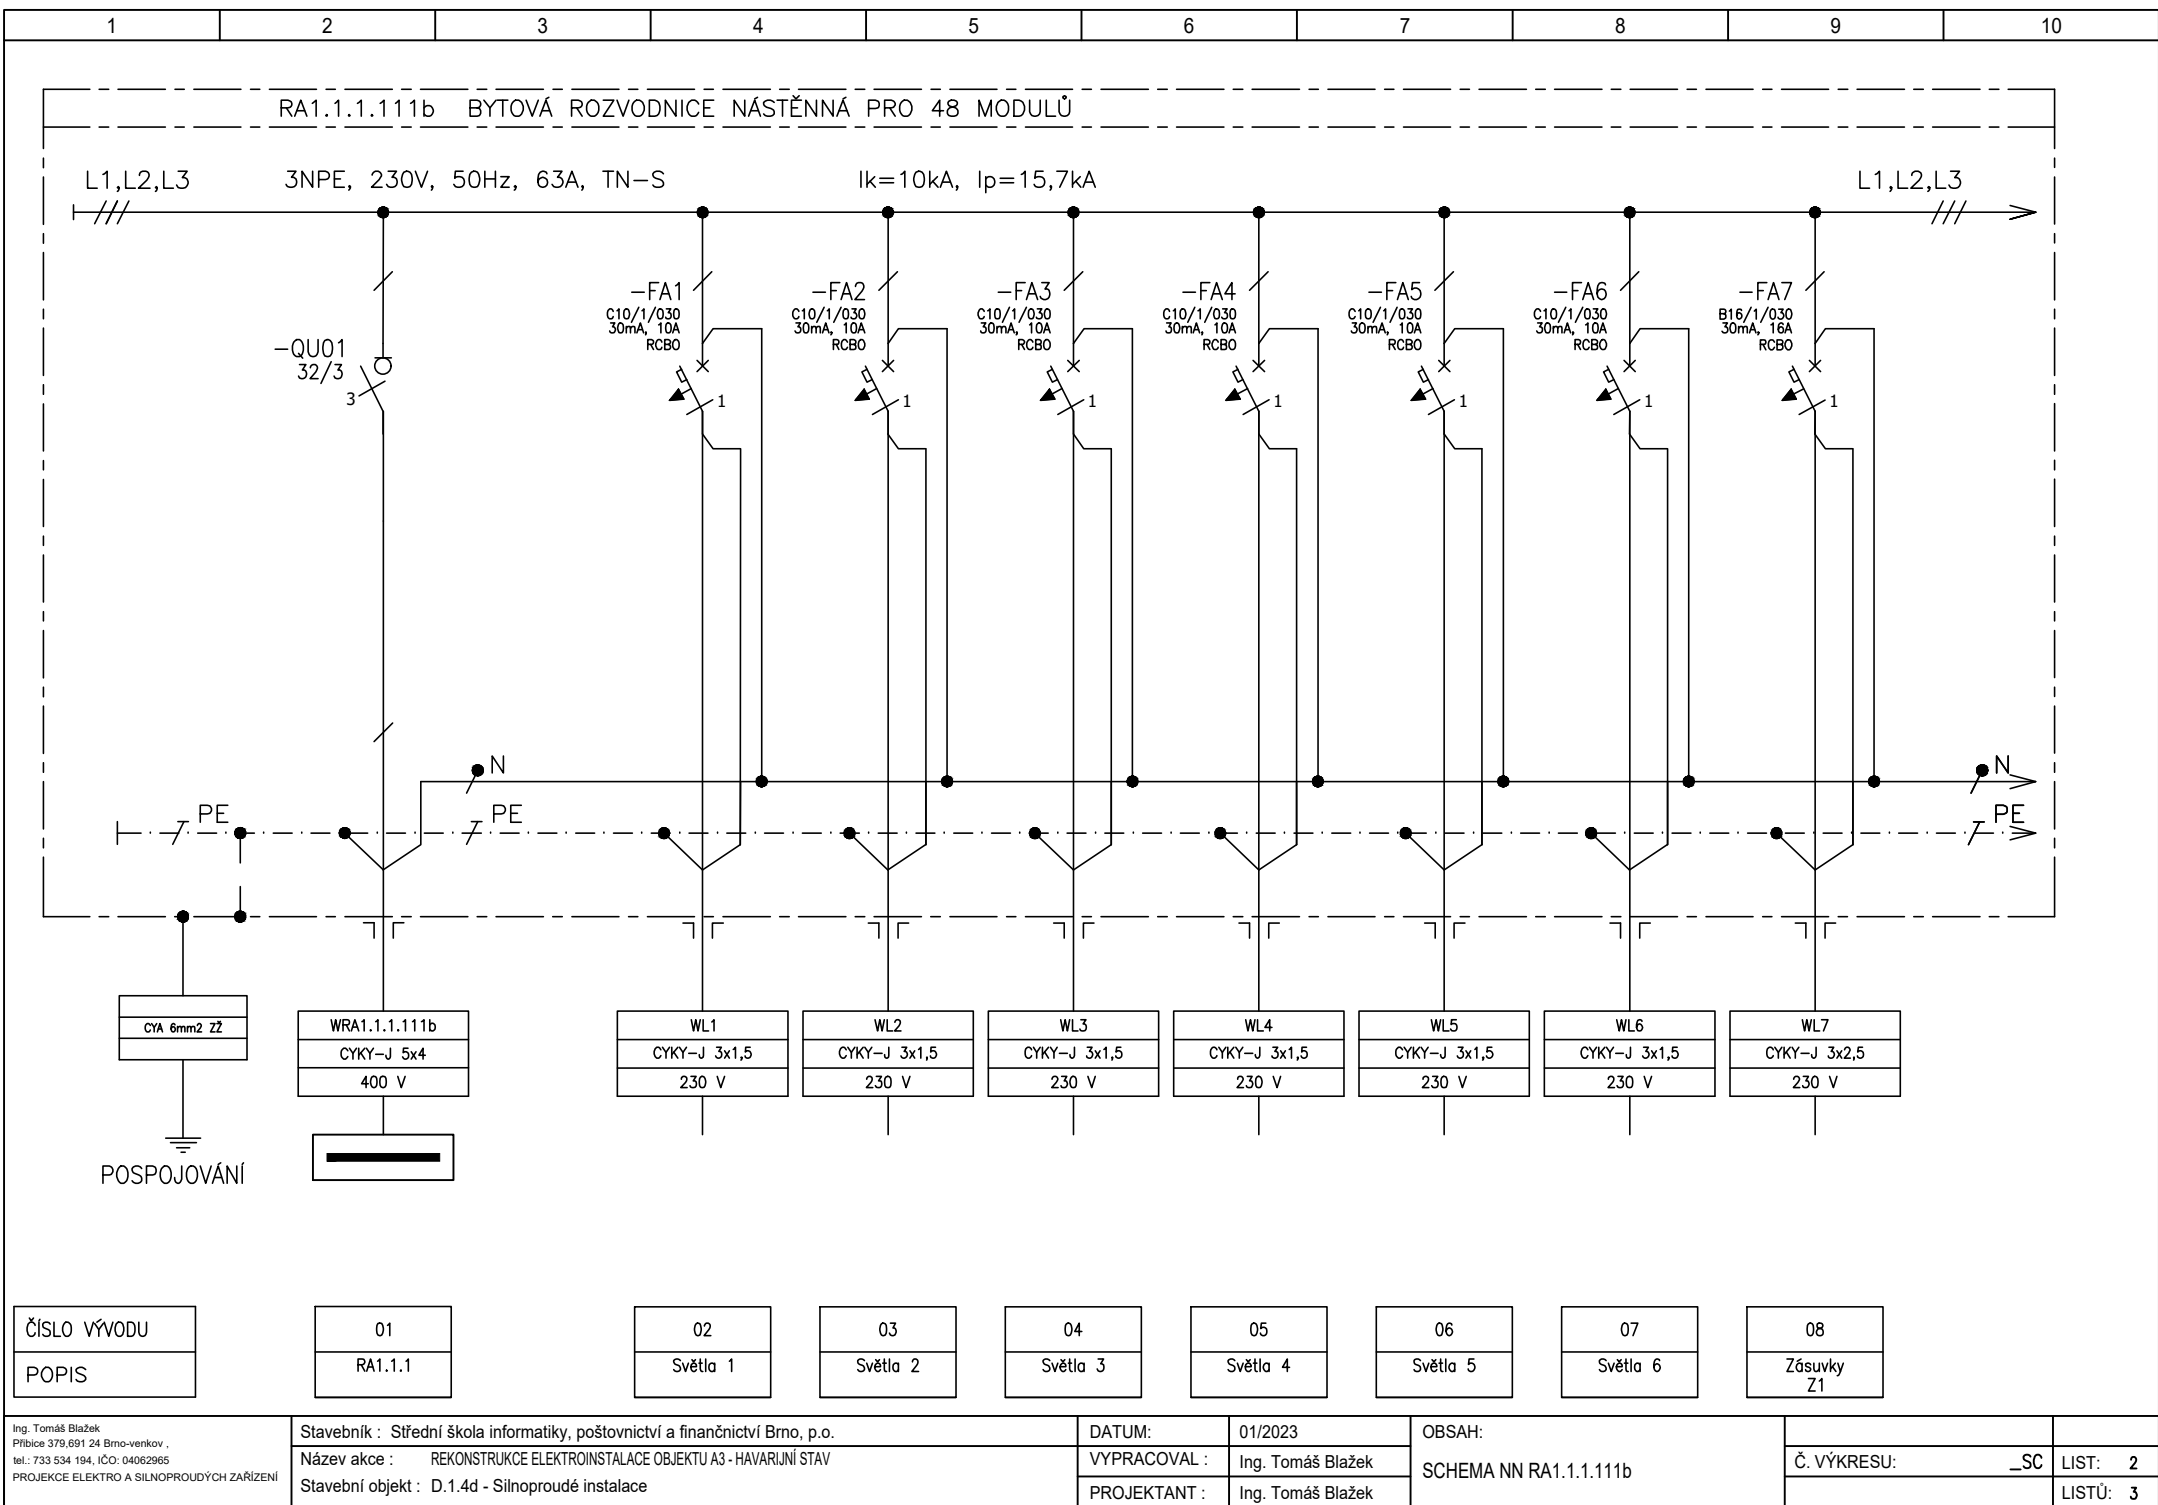 1 2 3 4 5 6 7 8 9 10
RA1.1.1.111b BYTOVÁ ROZVODNICE NÁSTĚNNÁ PRO 48 MODULŮ
L1,L2,L3 3NPE, 230V, 50Hz, 63A, TN-S Ik=10kA, Ip=15,7kA L1,L2,L3
-FA1 -FA2 -FA3 -FA4 -FA5 -FA6 -FA7
C10/1/030 C10/1/030 C10/1/030 C10/1/030 C10/1/030 C10/1/030 B16/1/030
30mA, 10A 30mA, 10A 30mA, 10A 30mA, 10A 30mA, 10A 30mA, 10A 30mA, 16A
RCBO RCBO RCBO RCBO RCBO RCBO RCBO
-QU01
32/3
3 1 1 1 1 1 1 1
N N
PE PE PE
CYA 6mm2 ZŽ
WRA1.1.1.111b WL1 WL2 WL3 WL4 WL5 WL6 WL7
CYKY-J 5x4 CYKY-J 3x1,5 CYKY-J 3x1,5 CYKY-J 3x1,5 CYKY-J 3x1,5 CYKY-J 3x1,5 CYKY-J 3x1,5 CYKY-J 3x2,5
400 V 230 V 230 V 230 V 230 V 230 V 230 V 230 V
POSPOJOVÁNÍ
ČÍSLO VÝVODU 01 02 03 04 05 06 07 08
POPIS RA1.1.1 Světla 1 Světla 2 Světla 3 Světla 4 Světla 5 Světla 6 Zásuvky
Z1
Ing. Tomáš Blažek
Přibice 379,691 24 Brno-venkov ,
tel.: 733 534 194, IČO: 04062965
PROJEKCE ELEKTRO A SILNOPROUDÝCH ZAŘÍZENÍ
Stavebník : Střední škola informatiky, poštovnictví a finančnictví Brno, p.o.
Název akce : REKONSTRUKCE ELEKTROINSTALACE OBJEKTU A3 - HAVARIJNÍ STAV
Stavební objekt : D.1.4d - Silnoproudé instalace
DATUM: 01/2023
VYPRACOVAL : Ing. Tomáš Blažek
PROJEKTANT : Ing. Tomáš Blažek
OBSAH:
SCHEMA NN RA1.1.1.111b
Č. VÝKRESU: _SC LIST: 2
LISTŮ: 3